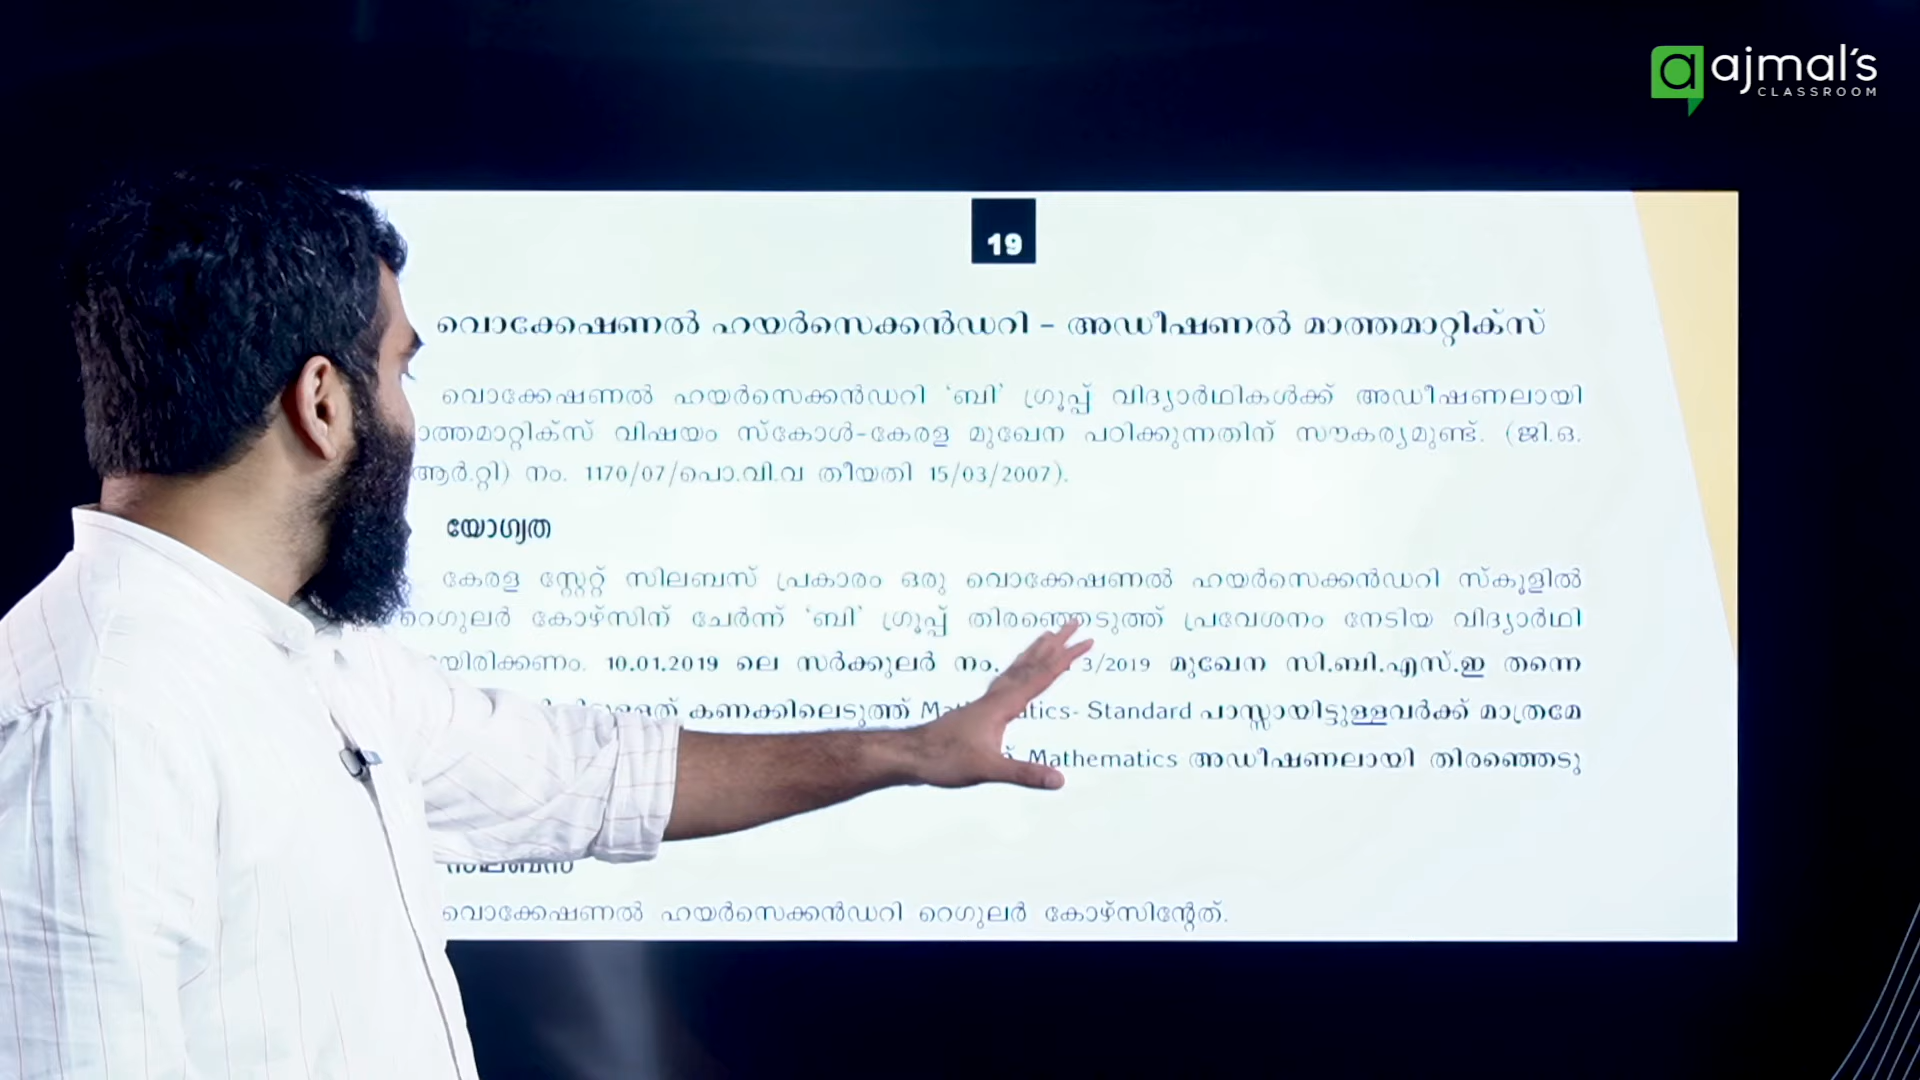 ajmal's
CLASSROOM
19
വൊക്കേഷണൽ ഹയർസെക്കൻഡറി - അഡീഷണൽ മാത്തമാറ്റിക്സ്
വൊക്കേഷണൽ ഹയർസെക്കൻഡറി 'ബി' ഗ്രൂപ്പ് വിദ്യാർഥികൾക്ക് അഡീഷണലായി
വിഷയം സ്കോൾ-കേരള മുഖേന പഠിക്കുന്നതിന് സൗകര്യമുണ്ട്. (ജി.ഒ.
ആർ.റ്റി) നം. 1170/07/പൊ.വി.വ തീയതി 15/03/2007).
യോഗ്യത
കേരള സ്റ്റേറ്റ് സിലബസ് പ്രകാരം ഒരു വൊക്കേഷണൽ ഹയർസെക്കൻഡറി സ്കൂളിൽ
റെഗുലർ കോഴ്സിന് ചേർന്ന് 'ബി' ഗ്രൂപ്പ് തിരഞ്ഞെടുത്ത് പ്രവേശനം നേടിയ വിദ്യാർഥി
10.01.2019 ലെ സർക്കുലർ നം. 3/2019 മുഖേന സി.ബി.എസ്.ഇ തന്നെ
കണക്കിലെടുത്ത് Standard പാസ്സായിട്ടുള്ളവർക്ക് മാത്രമേ
Mathematics അഡീഷണലായി തിരഞ്ഞെടു
സിലബസ്
വൊക്കേഷണൽ ഹയർസെക്കൻഡറി റെഗുലർ കോഴ്സിന്റേത്.